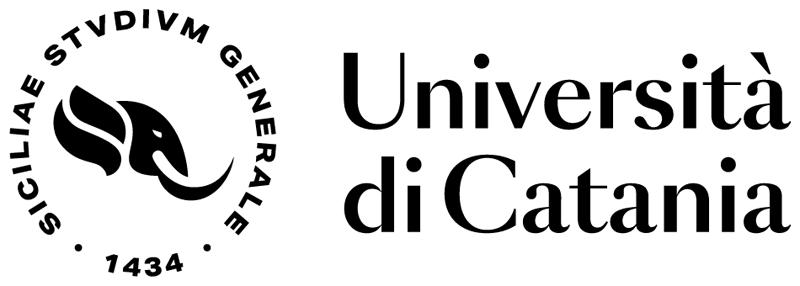 SICILIAE STVDIVM GENERALE
· 1434 ·
Università
di Catania